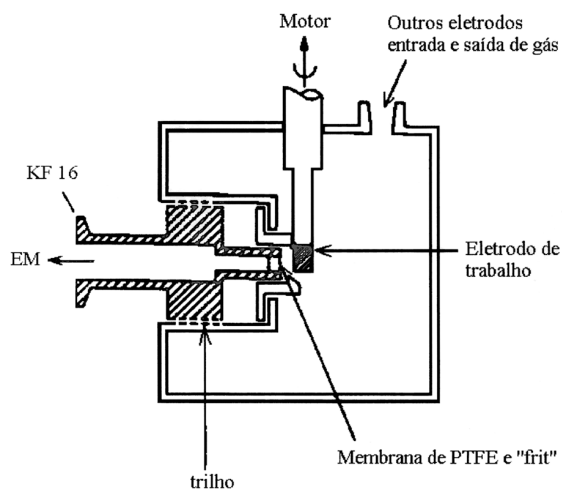 Motor
Outros eletrodos
entrada e saída de gás
KF 16
EM
Eletrodo de
trabalho
Membrana de PTFE e "frit"
trilho